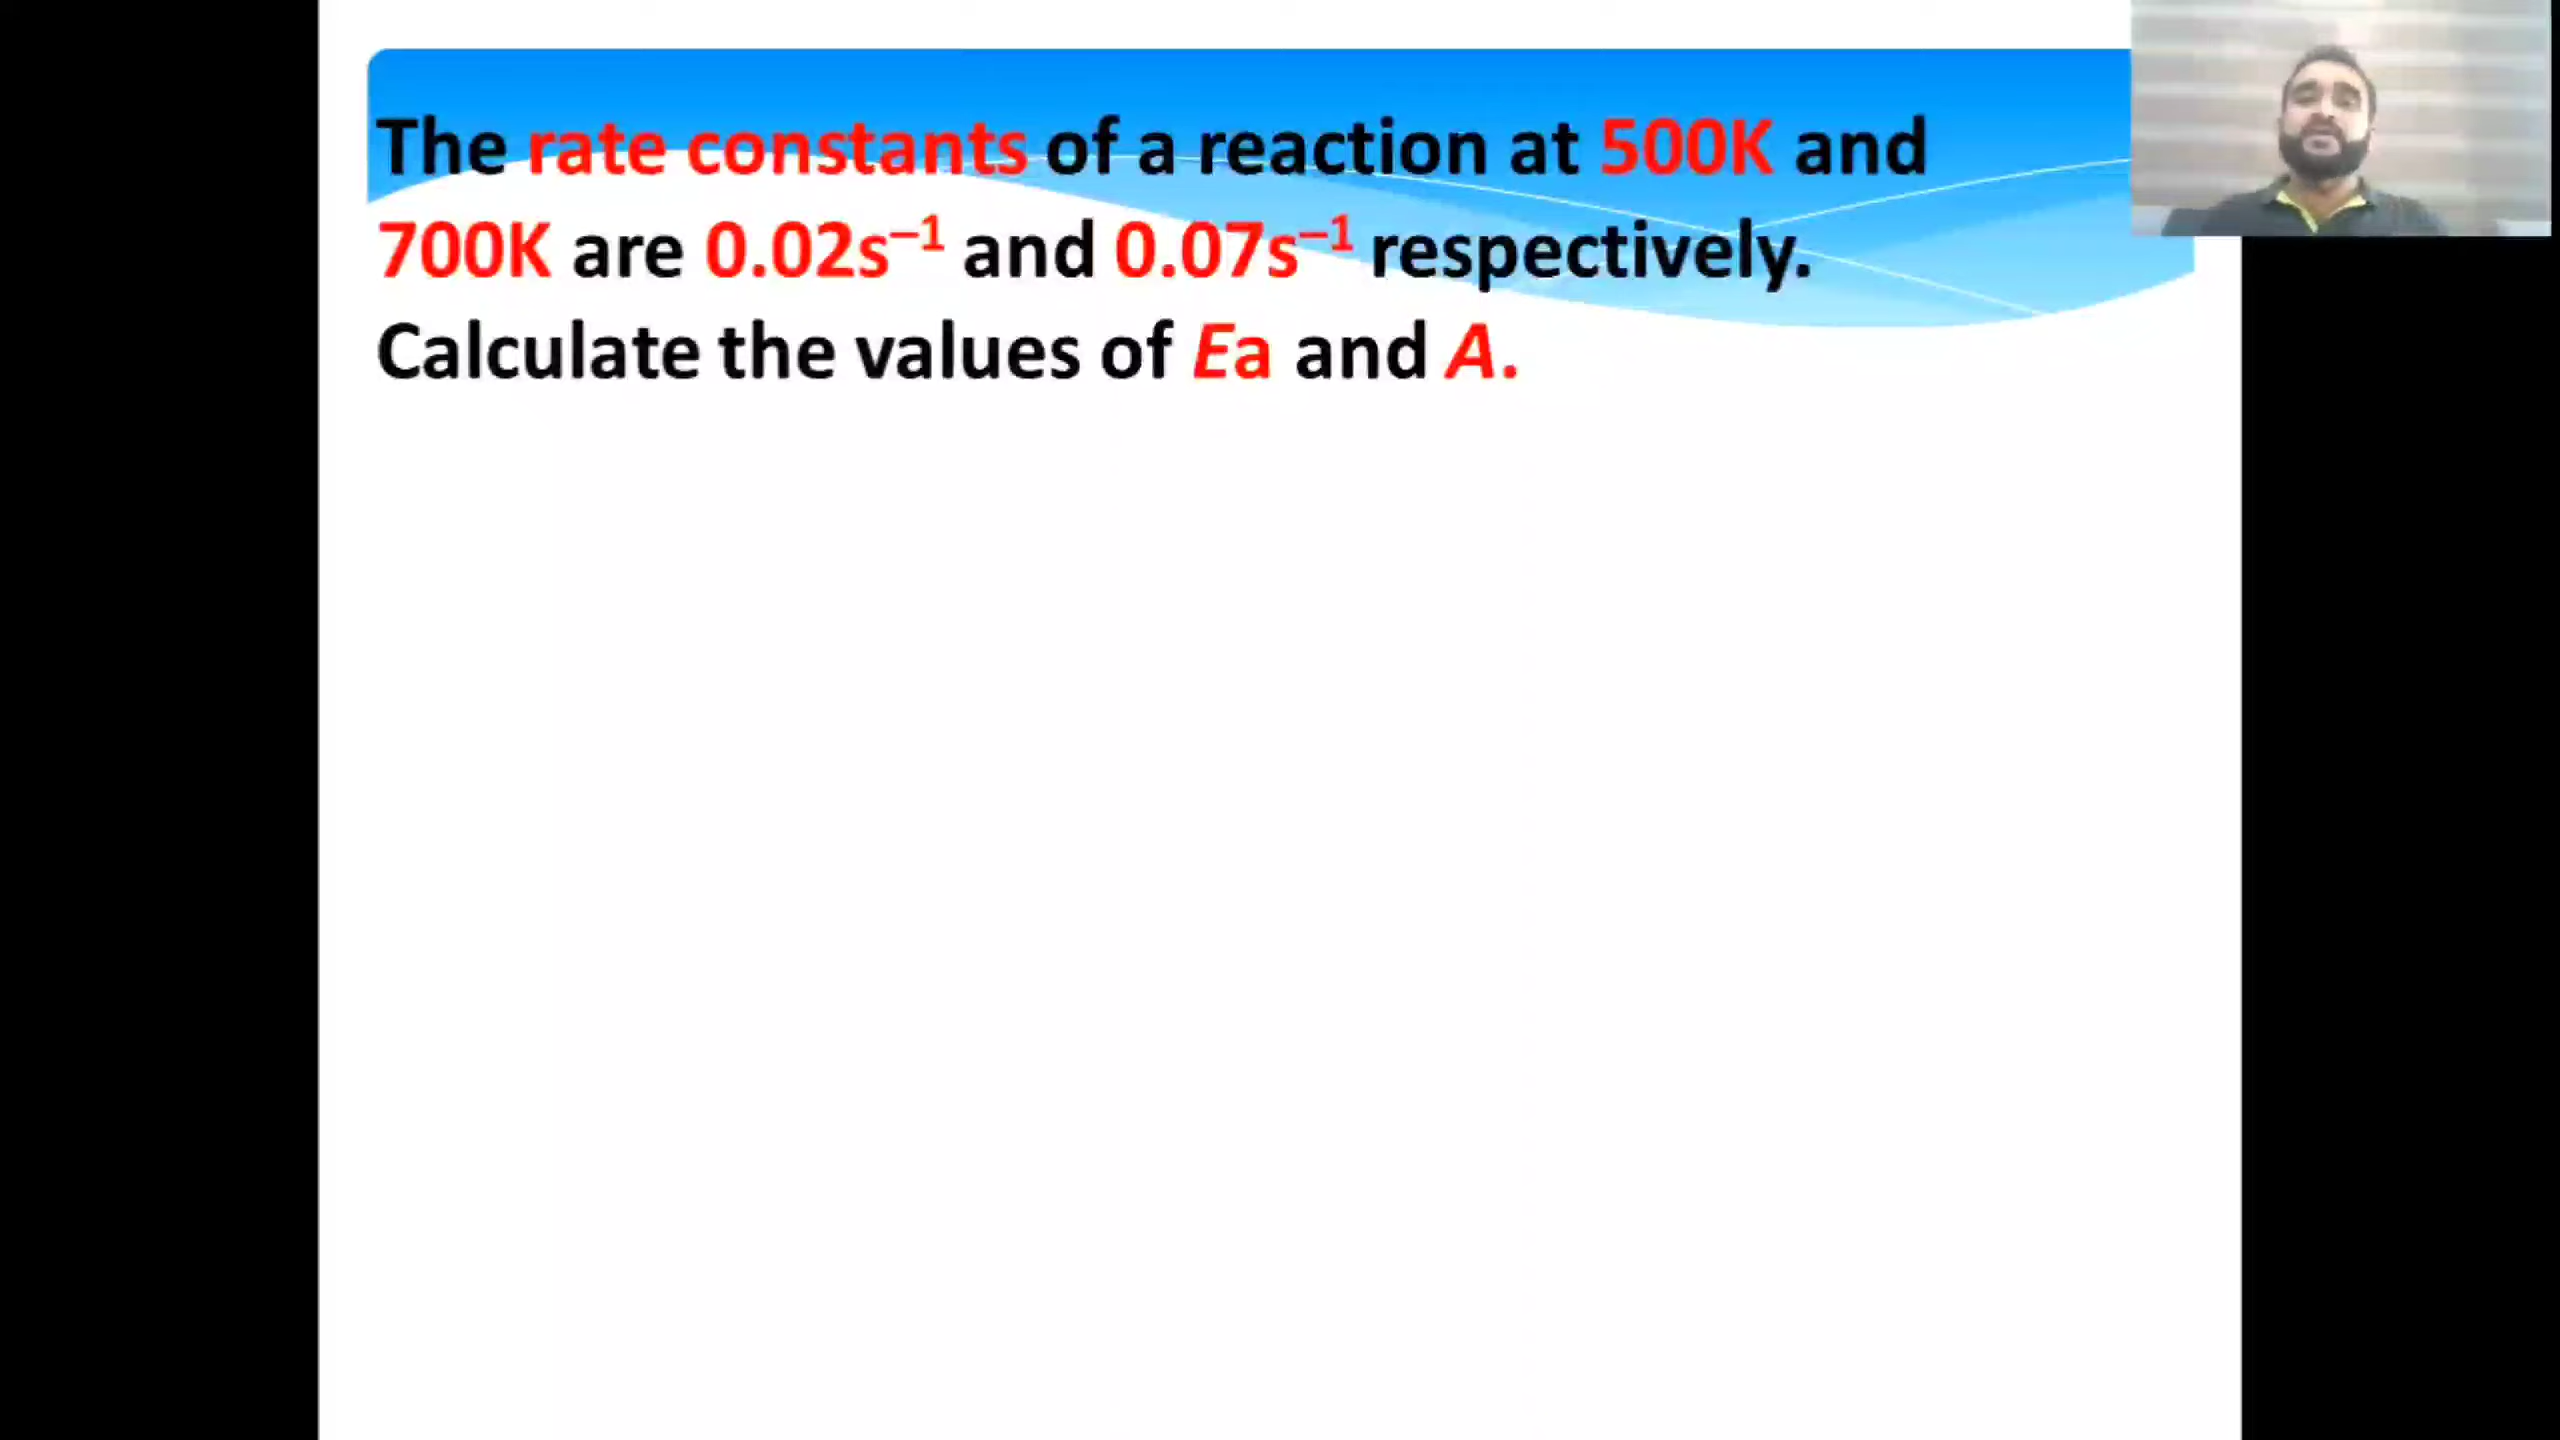 The rate constants of a reaction at 500K and
700K are 0.02s⁻¹ and 0.07s⁻¹ respectively.
Calculate the values of Ea and A.